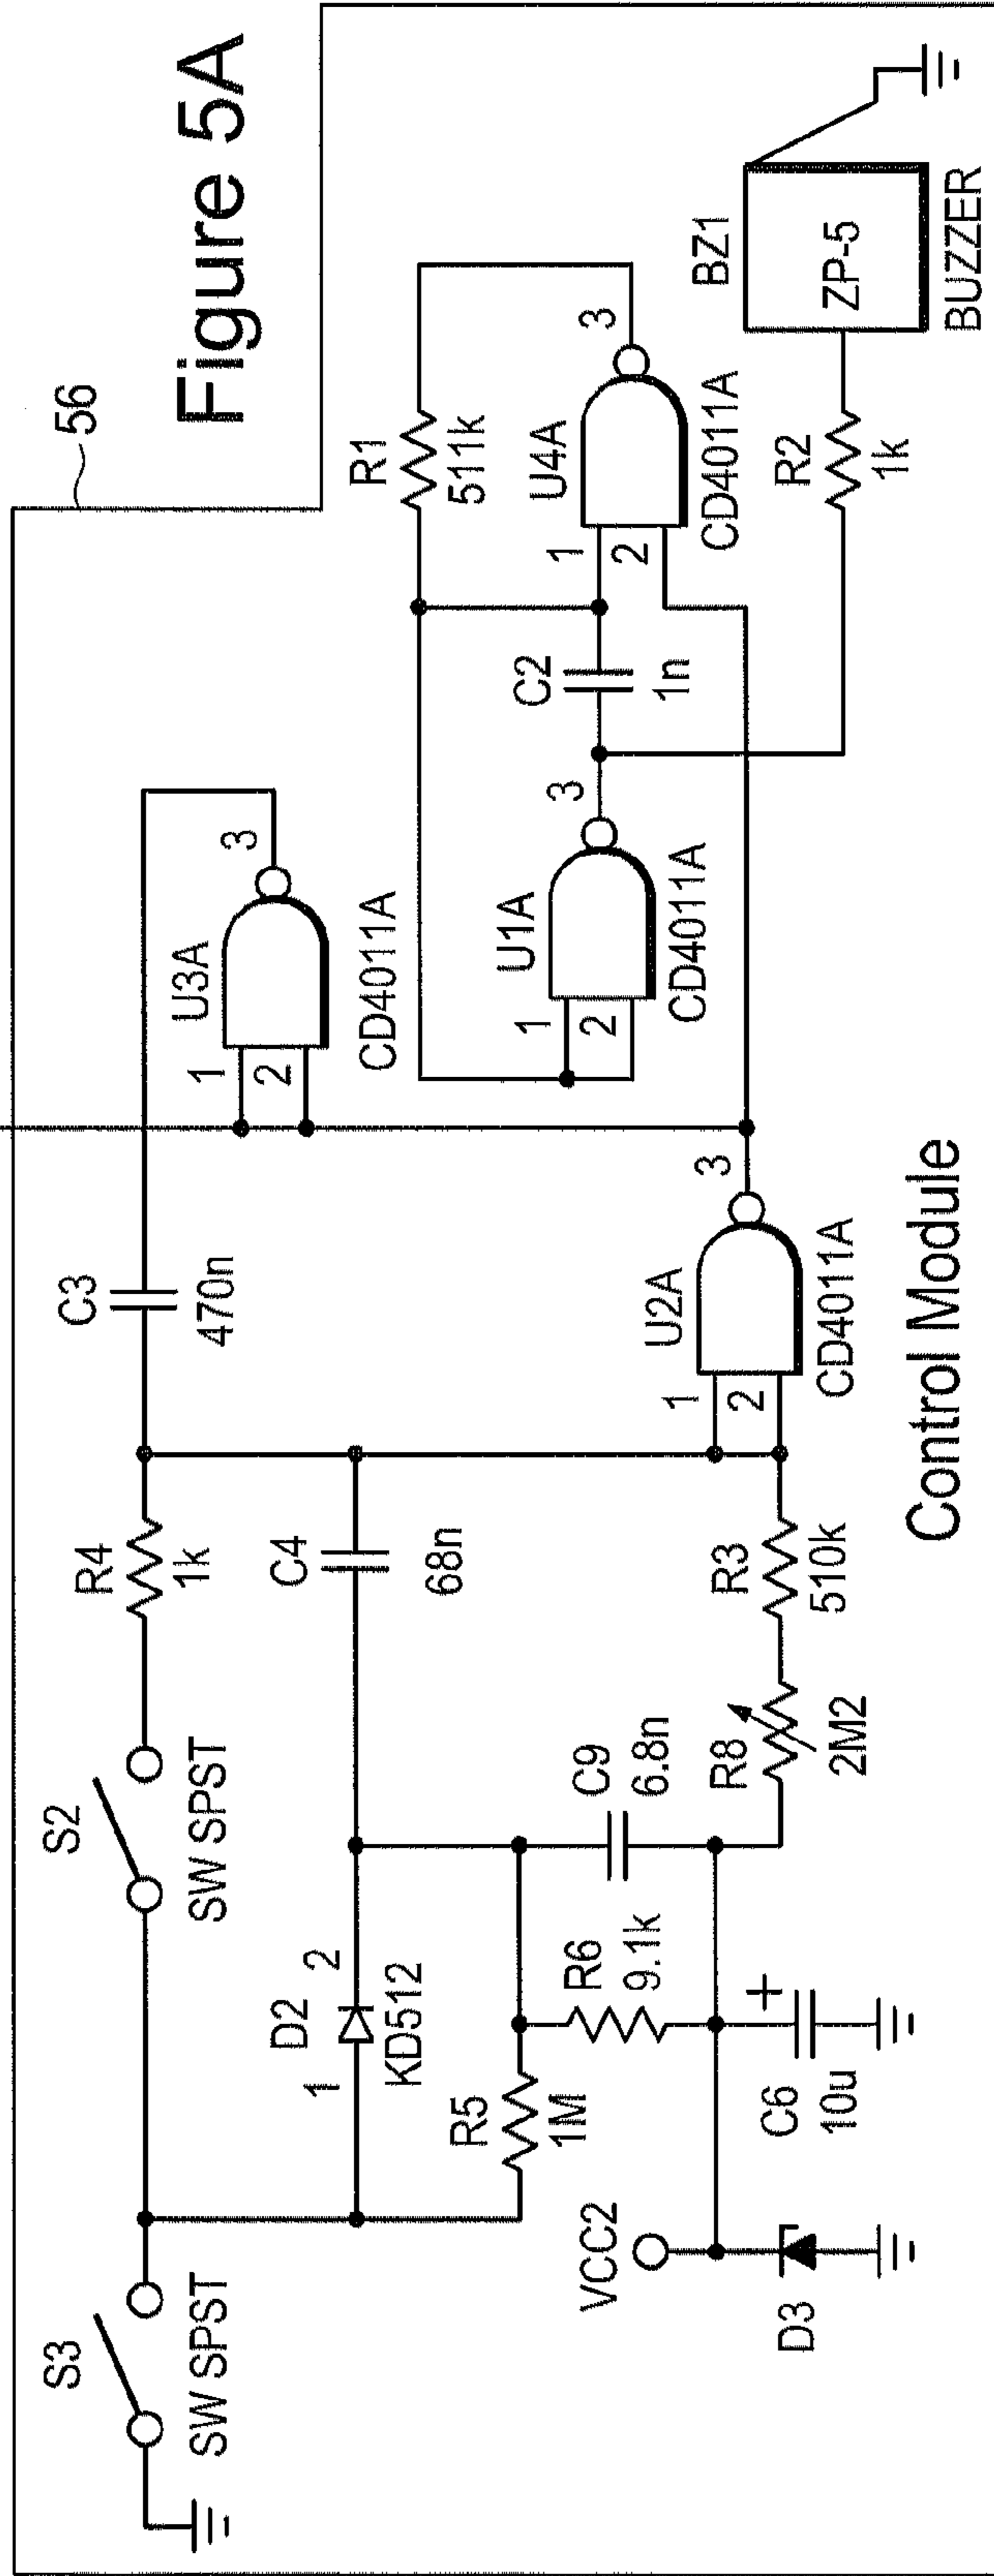 Figure 5A
56
S3
SW SPST
S2
SW SPST
R4
1k
C3
470n
U3A
1
2
3
CD4011A
D2
1
2
KD512
C4
68n
R1
511k
R5
1M
R6
9.1k
C9
6.8n
U1A
1
2
3
CD4011A
C2
1n
U4A
1
2
3
CD4011A
VCC2
D3
C6
+
10u
R8
2M2
R3
510k
U2A
1
2
3
CD4011A
R2
1k
BZ1
ZP-5
BUZZER
Control Module